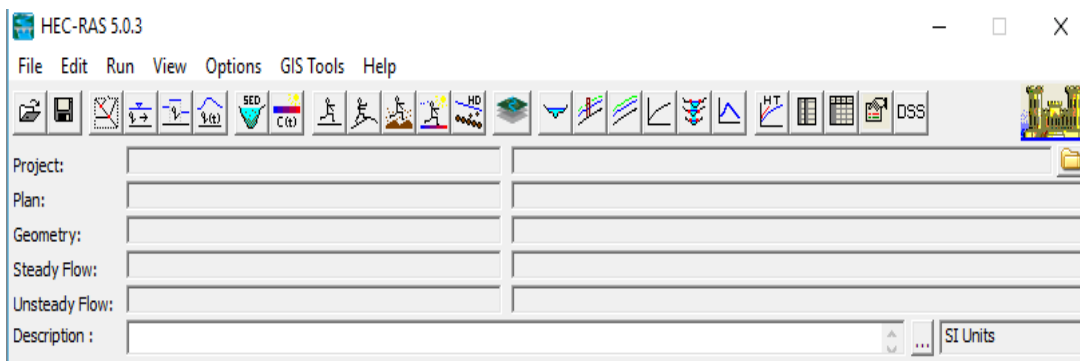 HEC-RAS 5.0.3
File Edit Run View Options GIS Tools Help
SED C(t) HD HT DSS
Project:
Plan:
Geometry:
Steady Flow:
Unsteady Flow:
Description : ... SI Units